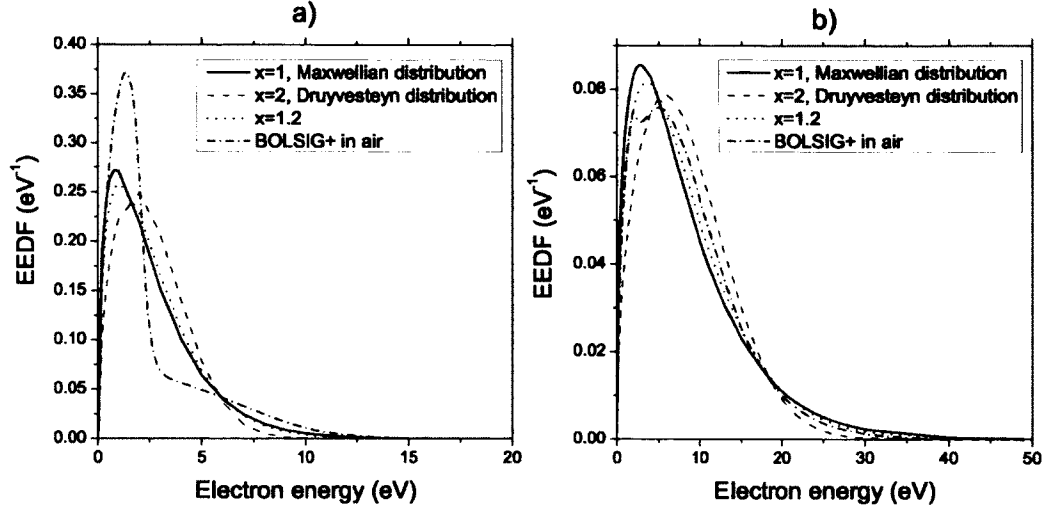 a)
0.40
0.35
0.30
0.25
0.20
0.15
0.10
0.05
0.00
EEDF (eV⁻¹)
x=1, Maxwellian distribution
x=2, Druyvesteyn distribution
x=1.2
BOLSIG+ in air
0 5 10 15 20
Electron energy (eV)
b)
0.08
0.06
0.04
0.02
0.00
EEDF (eV⁻¹)
x=1, Maxwellian distribution
x=2, Druyvesteyn distribution
x=1.2
BOLSIG+ in air
0 10 20 30 40 50
Electron energy (eV)